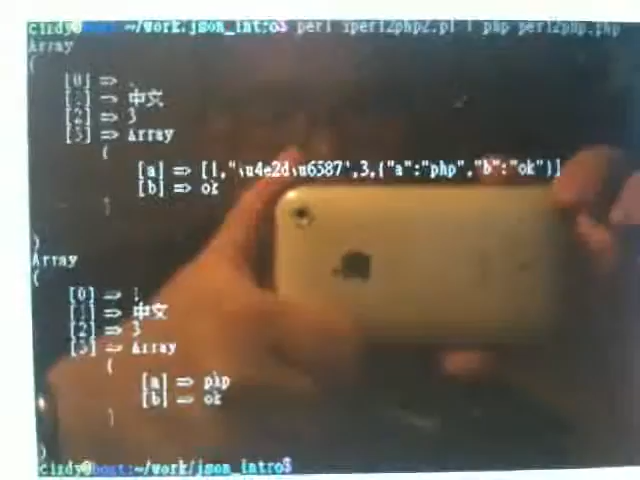 cindy@host:~/work/json_intro$ perl perl2php2.pl | php perl2php.php
Array
(
[0] => 1
[1] => 中文
[2] => 3
[3] => Array
(
[a] => [1,"\u4e2d\u6587",3,{"a":"php","b":"ok"}]
[b] => ok
)
)
Array
(
[0] => 1
[1] => 中文
[2] => 3
[3] => Array
(
[a] => php
[b] => ok
)
)
cindy@host:~/work/json_intro$